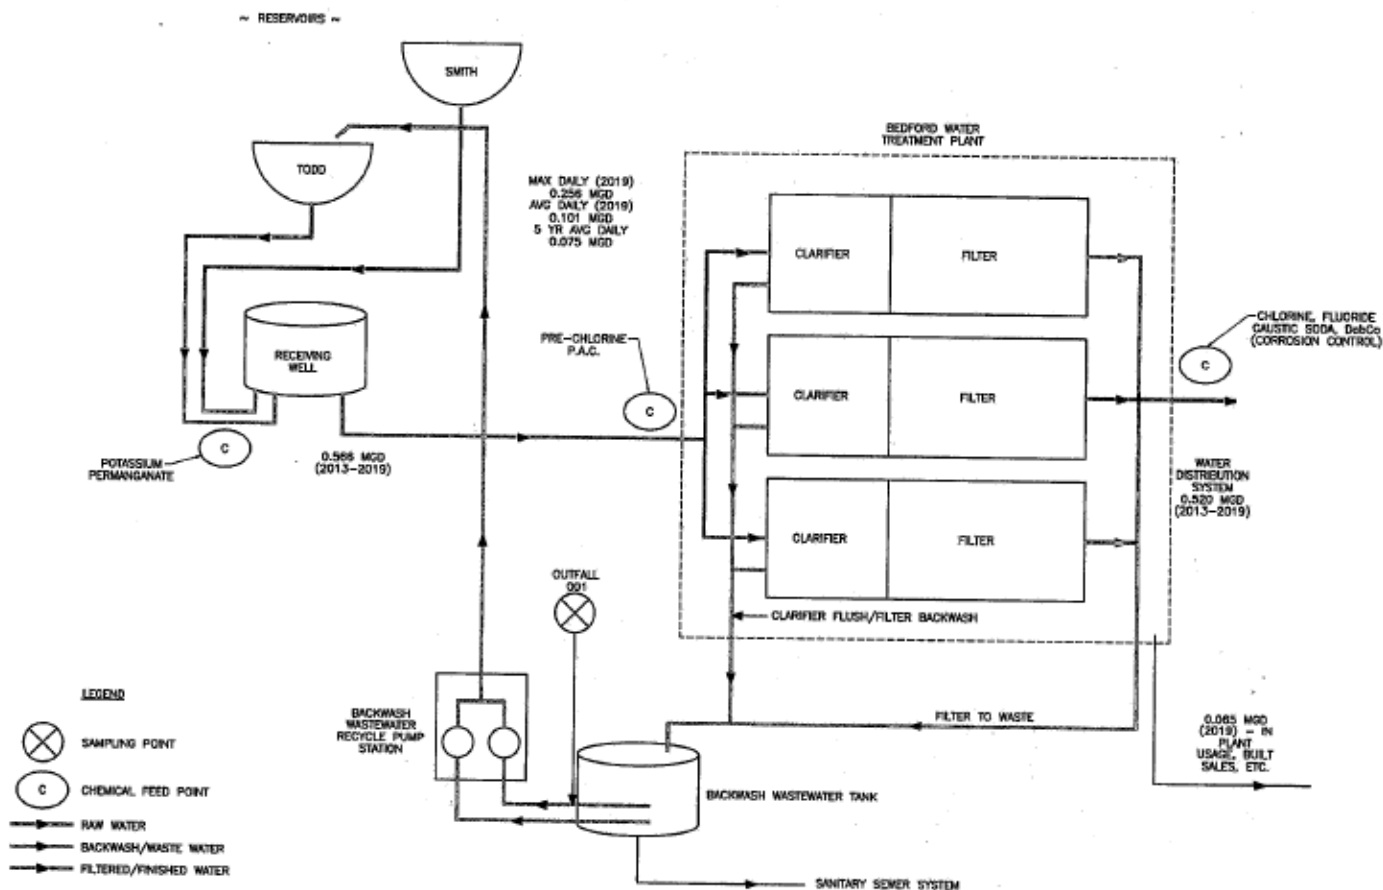 ~ RESERVOIRS ~
SMITH
TODD
BEDFORD WATER
TREATMENT PLANT
MAX DAILY (2019)
0.256 MGD
AVG DAILY (2019)
0.101 MGD
5 YR AVG DAILY
0.075 MGD
CLARIFIER
FILTER
RECEIVING
WELL
PRE-CHLORINE
P.A.C.
C
CHLORINE, FLUORIDE
CAUSTIC SODA, DebCo
(CORROSION CONTROL)
C
CLARIFIER
FILTER
C
POTASSIUM
PERMANGANATE
0.566 MGD
(2013-2019)
WATER
DISTRIBUTION
SYSTEM
0.520 MGD
(2013-2019)
CLARIFIER
FILTER
OUTFALL
001
CLARIFIER FLUSH/FILTER BACKWASH
LEGEND
SAMPLING POINT
C
CHEMICAL FEED POINT
RAW WATER
BACKWASH/WASTE WATER
FILTERED/FINISHED WATER
BACKWASH
WASTEWATER
RECYCLE PUMP
STATION
FILTER TO WASTE
0.065 MGD
(2019) - IN
PLANT
USAGE, BUILT
SALES, ETC.
BACKWASH WASTEWATER TANK
SANITARY SEWER SYSTEM